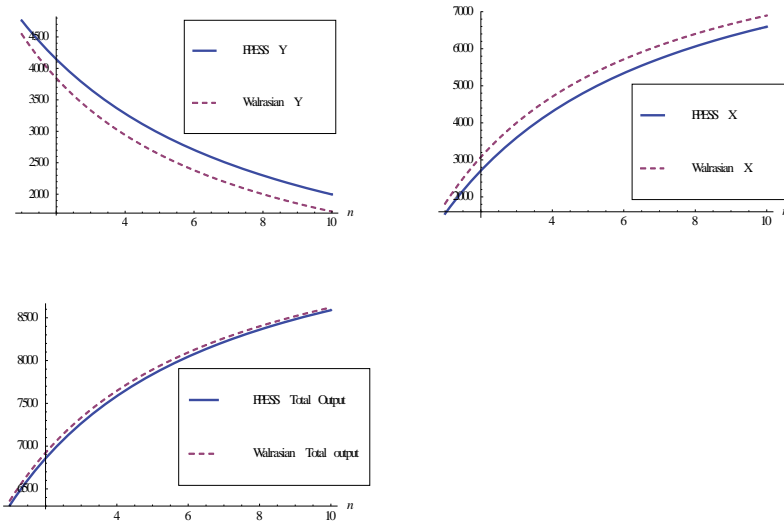 4500
4000
3500
3000
2500
2000
4 6 8 10 n
FPESS Y
Walrasian Y
7000
6000
5000
4000
3000
2000
4 6 8 10
FPESS X
Walrasian X
8500
8000
7500
7000
6500
4 6 8 10 n
FPESS Total Output
Walrasian Total output